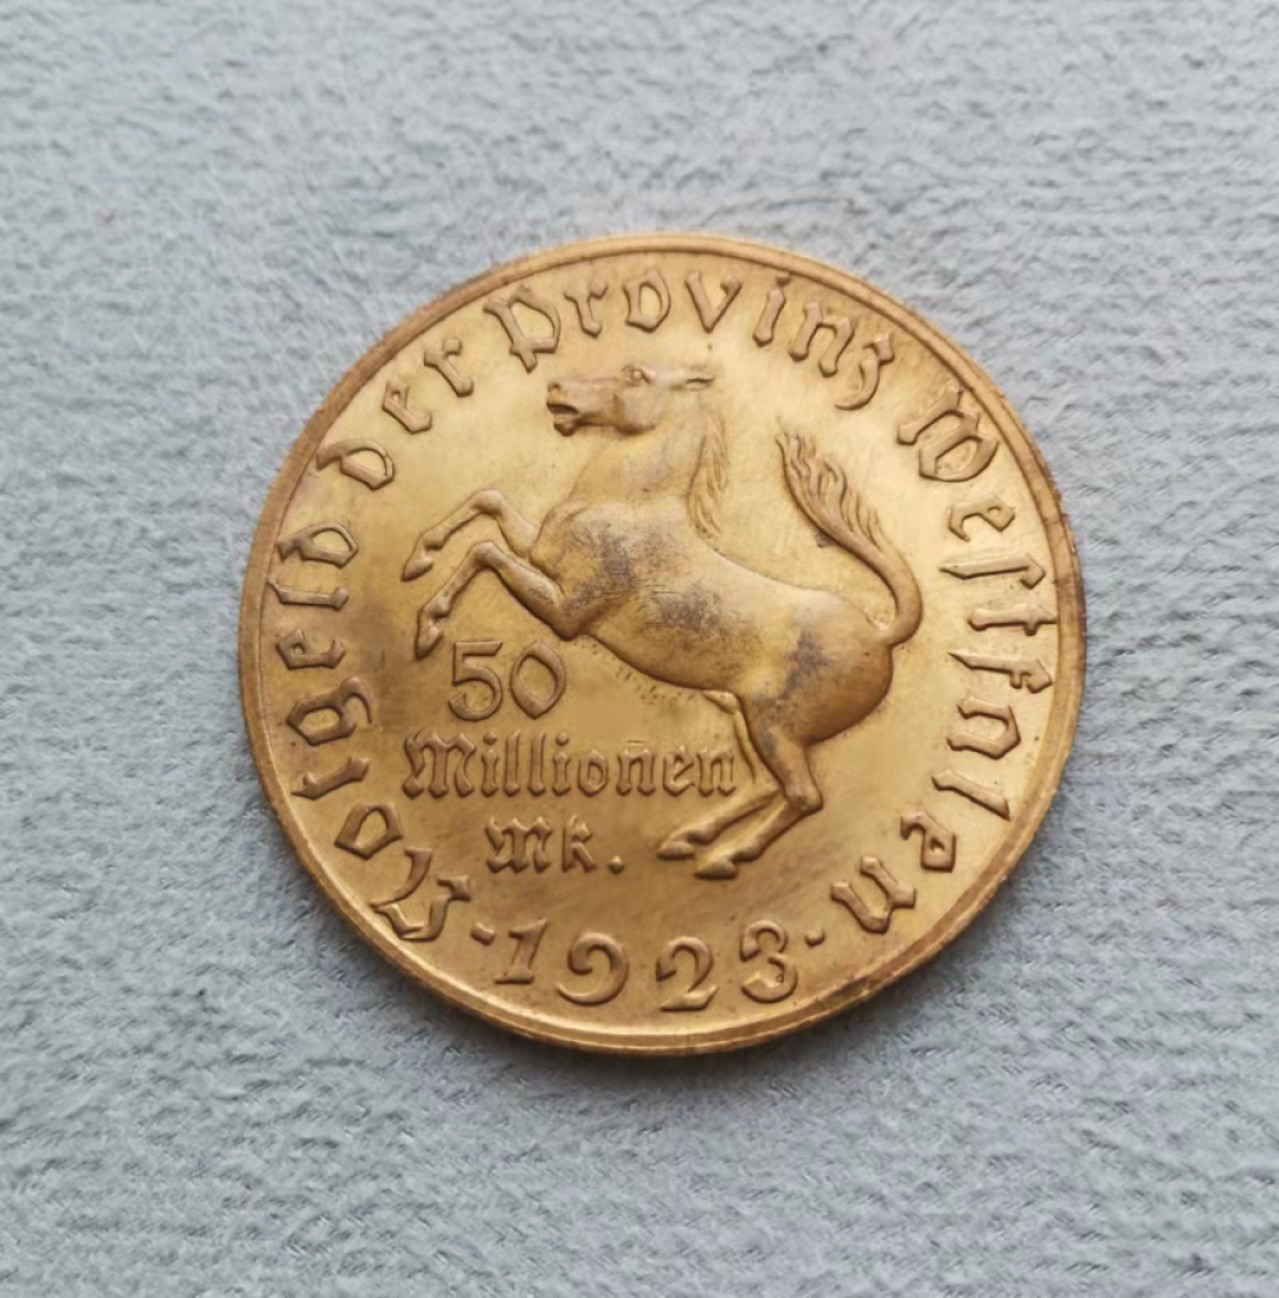 Notgeld der Provinz Westfalen
50
Millionen
Mk.
·1923·